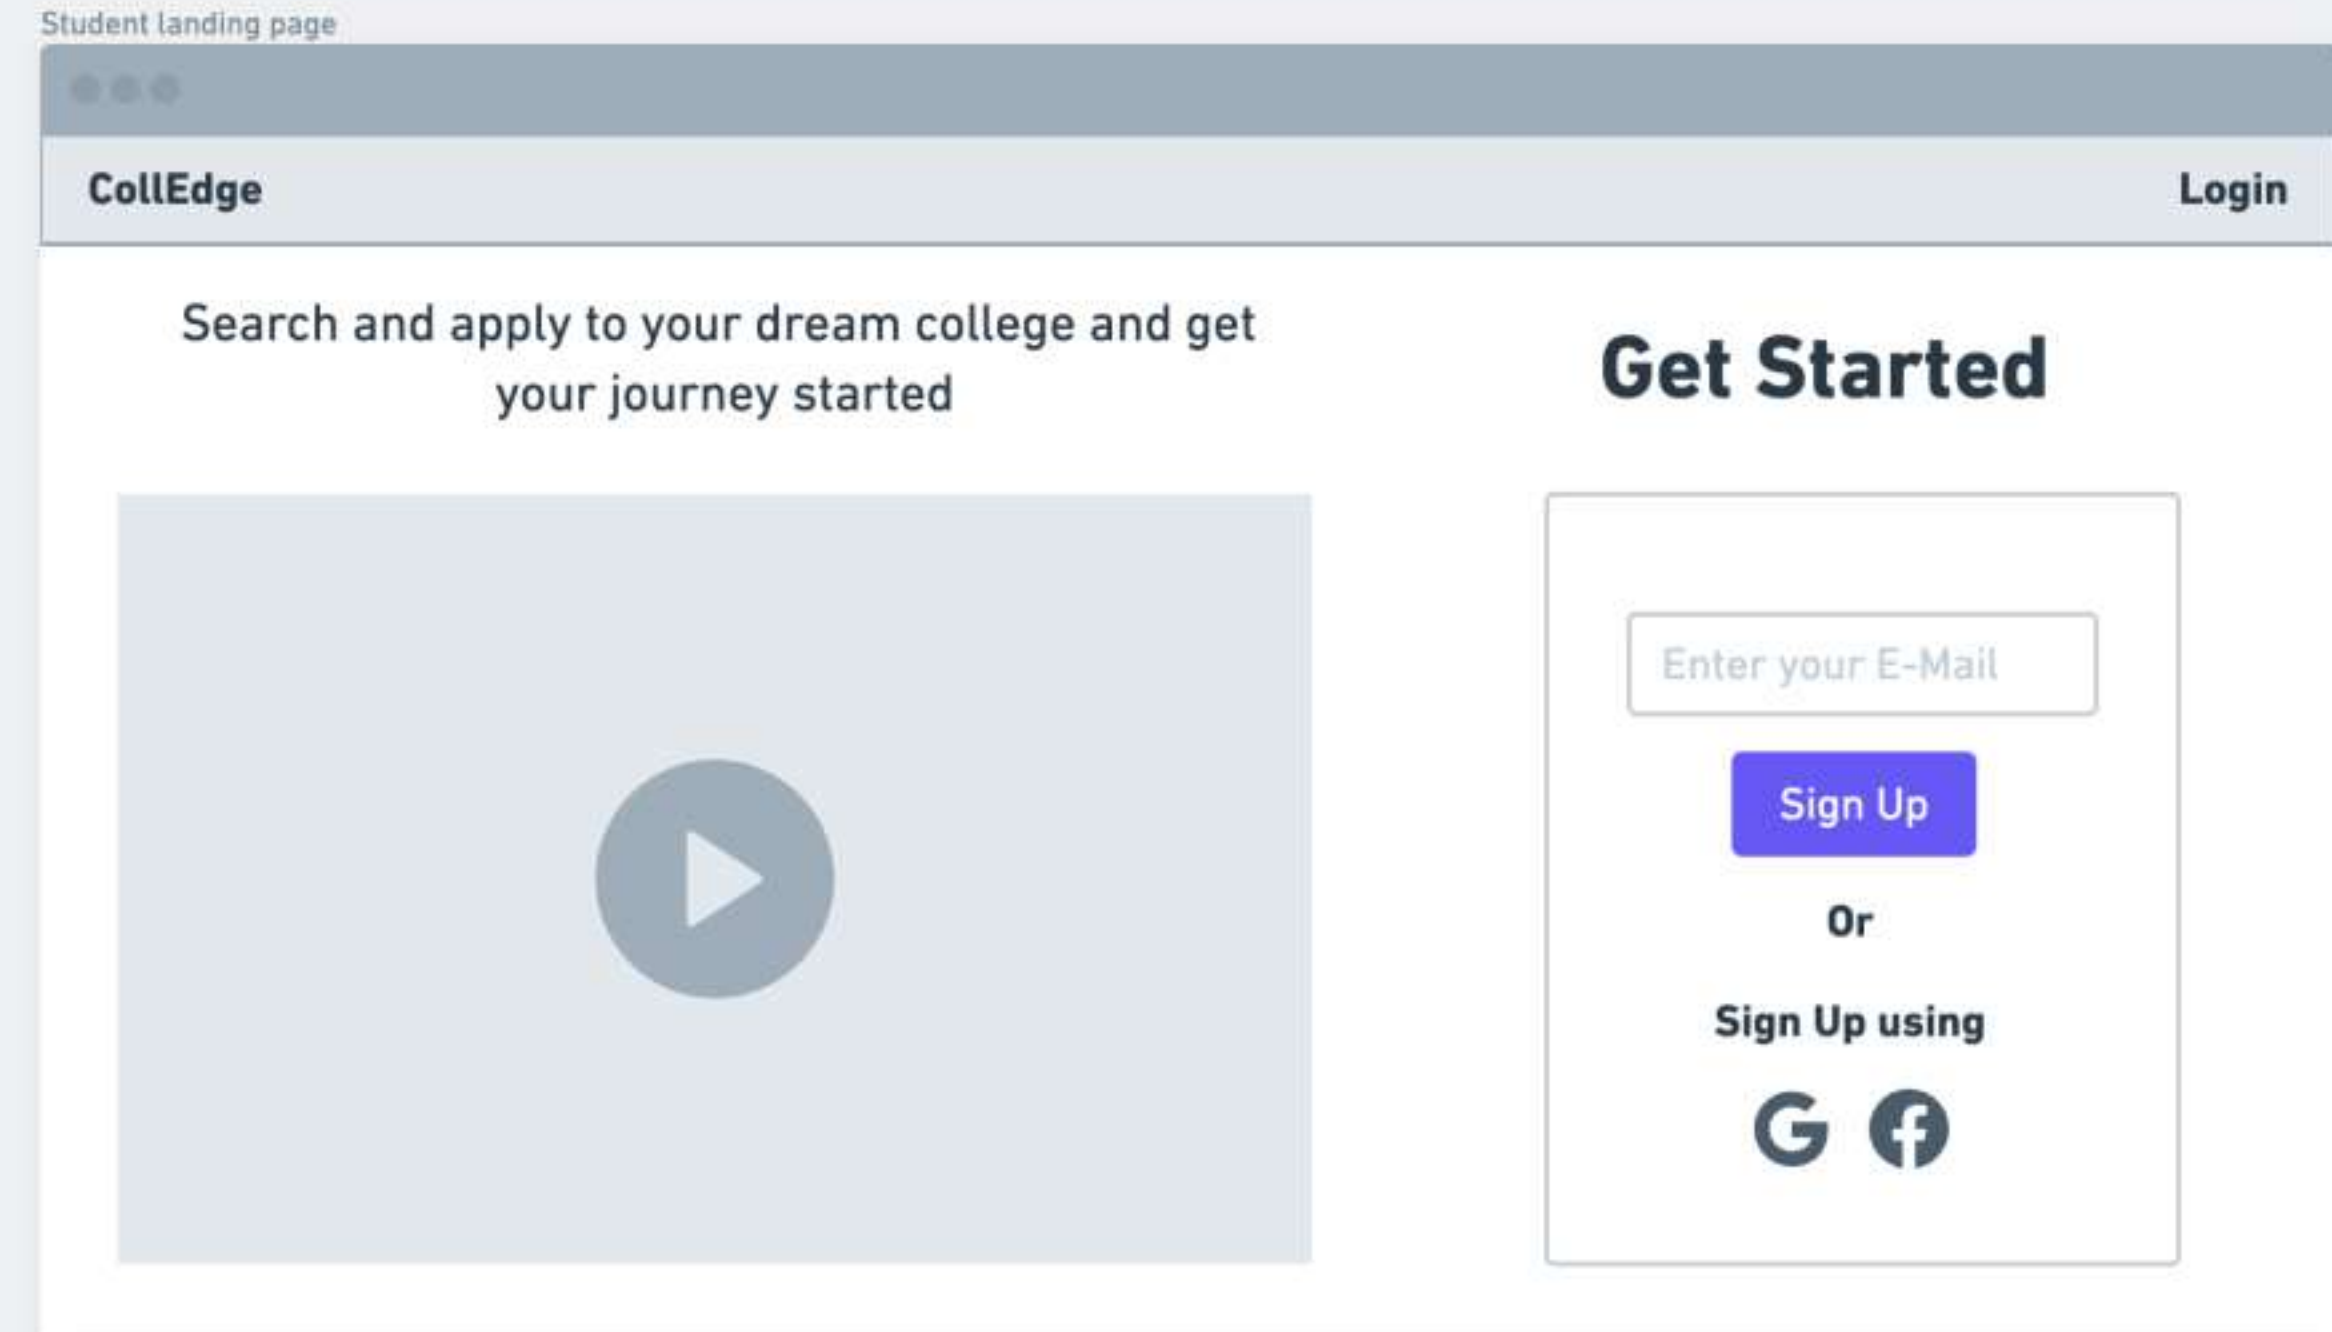 Student landing page
CollEdge
Login
Search and apply to your dream college and get
your journey started
Get Started
Enter your E-Mail
Sign Up
Or
Sign Up using